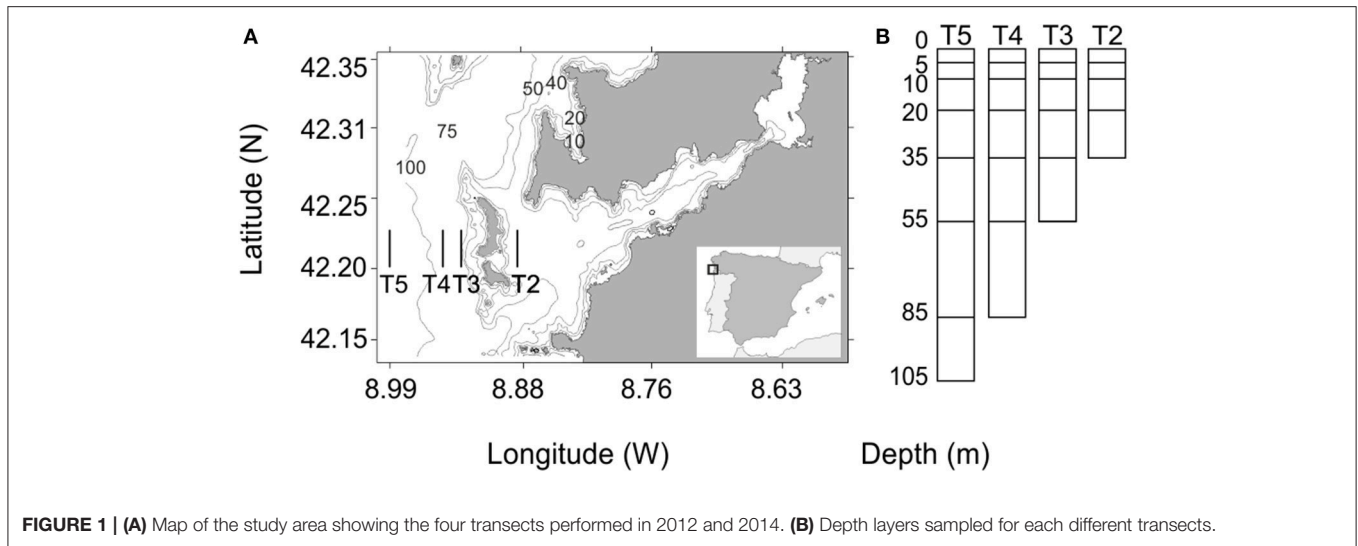 A
42.35
42.31
42.25
42.20
42.15
Latitude (N)
50 40
75
20
10
100
T5 T4 T3 T2
8.99 8.88 8.76 8.63
Longitude (W)
B
T5 T4 T3 T2
0
5
10
20
35
55
85
105
Depth (m)
FIGURE 1 | (A) Map of the study area showing the four transects performed in 2012 and 2014. (B) Depth layers sampled for each different transects.